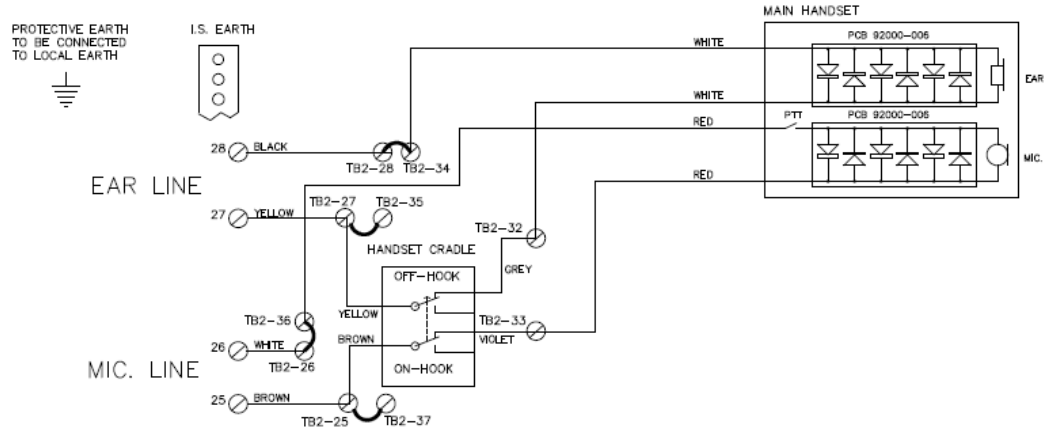 PROTECTIVE EARTH
TO BE CONNECTED
TO LOCAL EARTH
I.S. EARTH
MAIN HANDSET
PCB 92000-006
WHITE
EAR
WHITE
RED
PTT
PCB 92000-006
MIC.
RED
28
BLACK
TB2-28
TB2-34
EAR LINE
27
YELLOW
TB2-27
TB2-35
TB2-32
HANDSET CRADLE
OFF-HOOK
GREY
YELLOW
TB2-36
TB2-33
BROWN
VIOLET
26
WHITE
TB2-26
ON-HOOK
MIC. LINE
25
BROWN
TB2-25
TB2-37